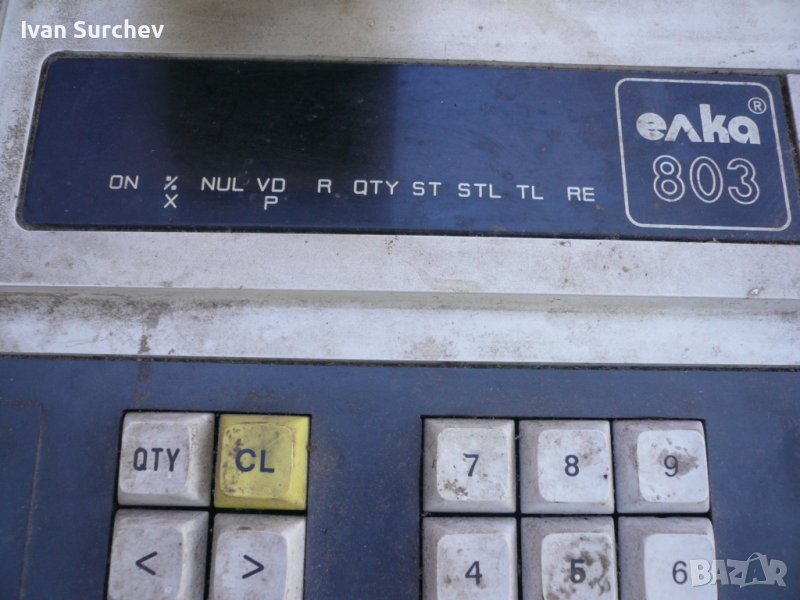 Ivan Surchev
елка ®
803
ON % NUL VD R QTY ST STL TL RE
X P
QTY CL 7 8 9
< > 4 5 6
BAZAR